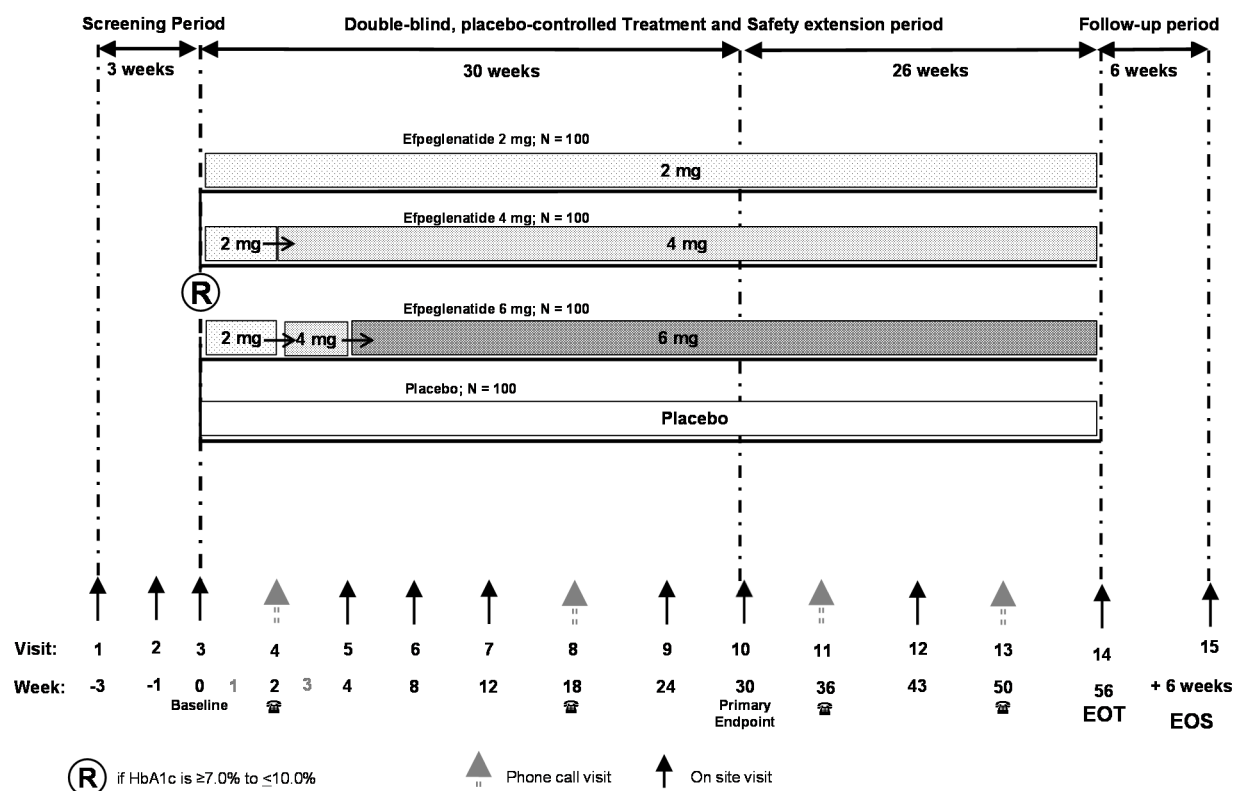 Screening Period Double-blind, placebo-controlled Treatment and Safety extension period Follow-up period
3 weeks 30 weeks 26 weeks 6 weeks
Efpeglenatide 2 mg; N = 100
2 mg
Efpeglenatide 4 mg; N = 100
2 mg 4 mg
R
Efpeglenatide 6 mg; N = 100
2 mg 4 mg 6 mg
Placebo; N = 100
Placebo
Visit: 1 2 3 4 5 6 7 8 9 10 11 12 13 14 15
Week: -3 -1 0 1 2 3 4 8 12 18 24 30 36 43 50 56 + 6 weeks
Baseline Primary Endpoint EOT EOS
R if HbA1c is ≥7.0% to ≤10.0% Phone call visit On site visit